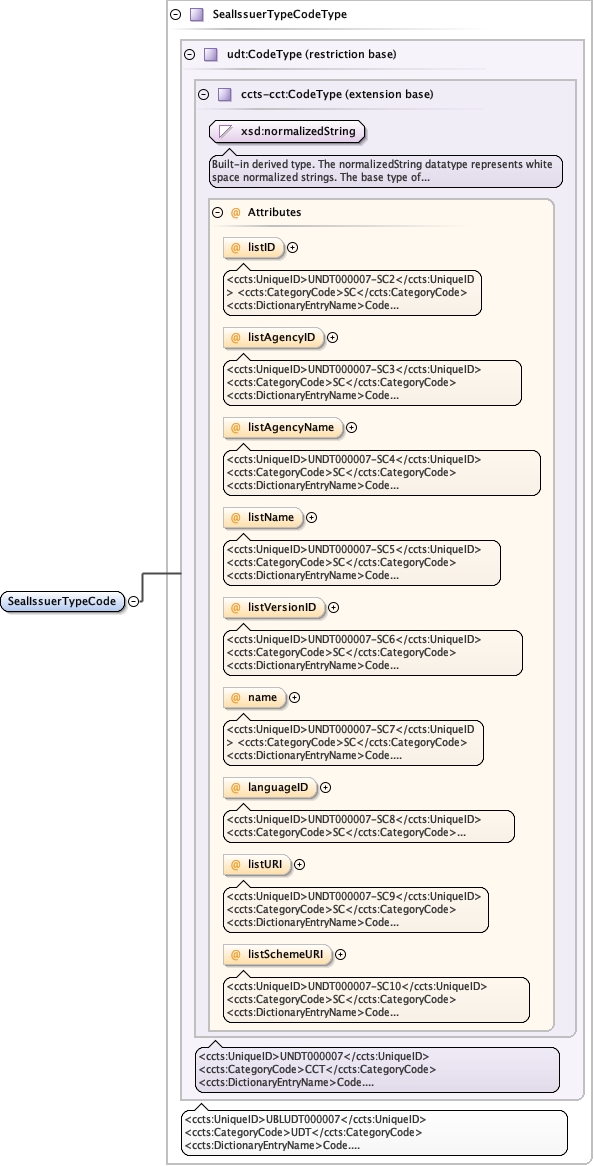 SealIssuerTypeCodeType
udt:CodeType (restriction base)
ccts-cct:CodeType (extension base)
xsd:normalizedString
Built-in derived type. The normalizedString datatype represents white
space normalized strings. The base type of...
@ Attributes
@ listID
<ccts:UniqueID>UNDT000007-SC2</ccts:UniqueID
> <ccts:CategoryCode>SC</ccts:CategoryCode>
<ccts:DictionaryEntryName>Code...
@ listAgencyID
<ccts:UniqueID>UNDT000007-SC3</ccts:UniqueID>
<ccts:CategoryCode>SC</ccts:CategoryCode>
<ccts:DictionaryEntryName>Code...
@ listAgencyName
<ccts:UniqueID>UNDT000007-SC4</ccts:UniqueID>
<ccts:CategoryCode>SC</ccts:CategoryCode>
<ccts:DictionaryEntryName>Code...
@ listName
<ccts:UniqueID>UNDT000007-SC5</ccts:UniqueID>
<ccts:CategoryCode>SC</ccts:CategoryCode>
<ccts:DictionaryEntryName>Code...
SealIssuerTypeCode
@ listVersionID
<ccts:UniqueID>UNDT000007-SC6</ccts:UniqueID>
<ccts:CategoryCode>SC</ccts:CategoryCode>
<ccts:DictionaryEntryName>Code...
@ name
<ccts:UniqueID>UNDT000007-SC7</ccts:UniqueID
> <ccts:CategoryCode>SC</ccts:CategoryCode>
<ccts:DictionaryEntryName>Code....
@ languageID
<ccts:UniqueID>UNDT000007-SC8</ccts:UniqueID>
<ccts:CategoryCode>SC</ccts:CategoryCode>...
@ listURI
<ccts:UniqueID>UNDT000007-SC9</ccts:UniqueID>
<ccts:CategoryCode>SC</ccts:CategoryCode>
<ccts:DictionaryEntryName>Code...
@ listSchemeURI
<ccts:UniqueID>UNDT000007-SC10</ccts:UniqueID>
<ccts:CategoryCode>SC</ccts:CategoryCode>
<ccts:DictionaryEntryName>Code...
<ccts:UniqueID>UNDT000007</ccts:UniqueID>
<ccts:CategoryCode>CCT</ccts:CategoryCode>
<ccts:DictionaryEntryName>Code....
<ccts:UniqueID>UBLUDT000007</ccts:UniqueID>
<ccts:CategoryCode>UDT</ccts:CategoryCode>
<ccts:DictionaryEntryName>Code....